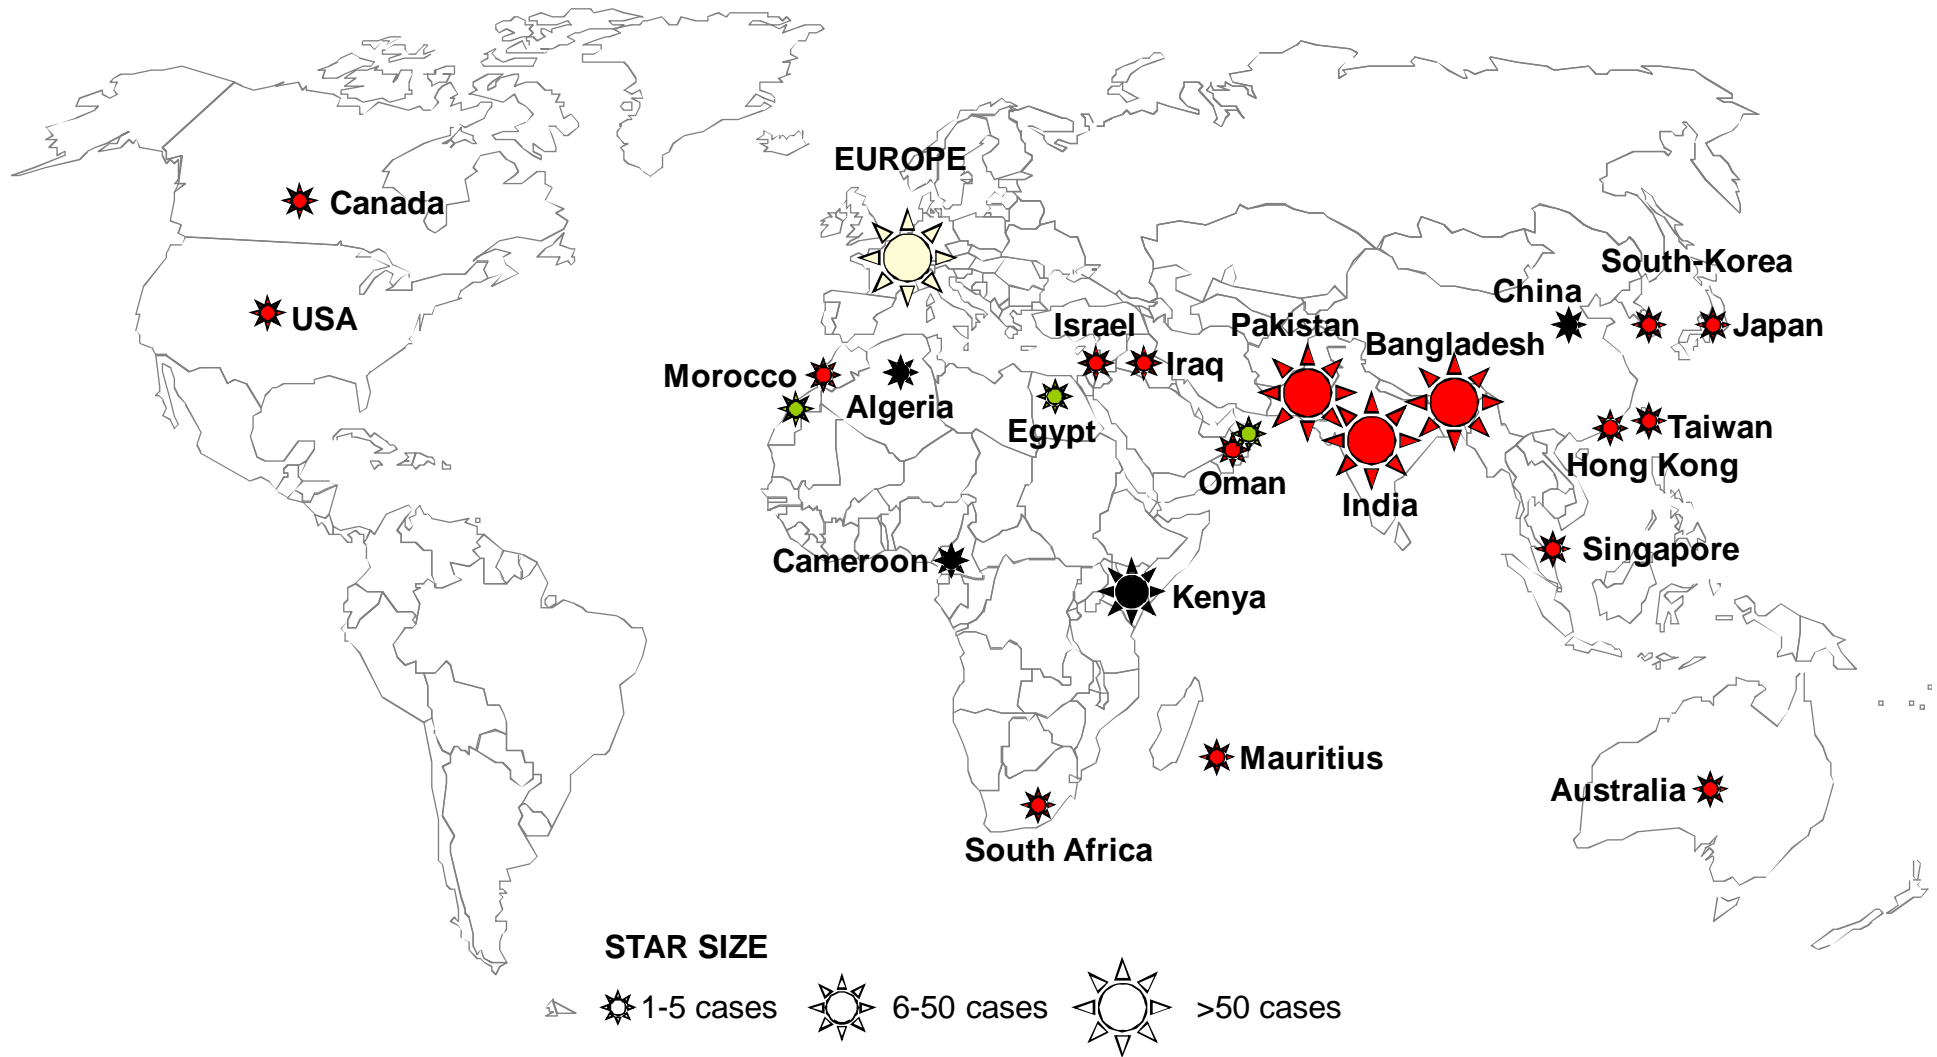 EUROPE
Canada
South-Korea
China
USA
Israel
Pakistan
Japan
Bangladesh
Morocco
Iraq
Algeria
Egypt
Taiwan
Hong Kong
Oman
India
Singapore
Cameroon
Kenya
Mauritius
Australia
South Africa
STAR SIZE
1-5 cases
6-50 cases
>50 cases